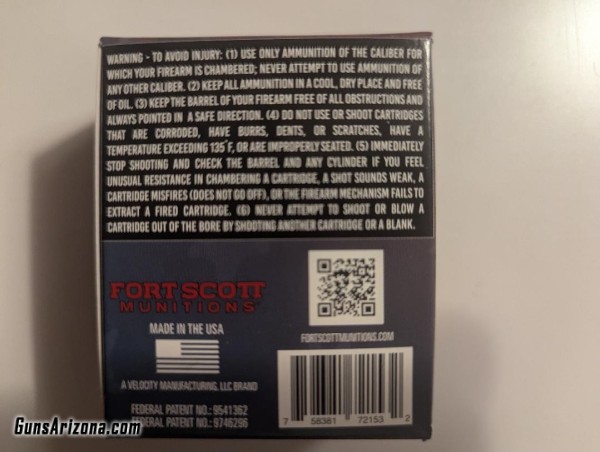 WARNING - TO AVOID INJURY: (1) USE ONLY AMMUNITION OF THE CALIBER FOR
WHICH YOUR FIREARM IS CHAMBERED; NEVER ATTEMPT TO USE AMMUNITION OF
ANY OTHER CALIBER. (2) KEEP ALL AMMUNITION IN A COOL, DRY PLACE AND FREE
OF OIL. (3) KEEP THE BARREL OF YOUR FIREARM FREE OF ALL OBSTRUCTIONS AND
ALWAYS POINTED IN A SAFE DIRECTION. (4) DO NOT USE OR SHOOT CARTRIDGES
THAT ARE CORRODED, HAVE BURRS, DENTS, OR SCRATCHES, HAVE A
TEMPERATURE EXCEEDING 135°F, OR ARE IMPROPERLY SEATED. (5) IMMEDIATELY
STOP SHOOTING AND CHECK THE BARREL AND ANY CYLINDER IF YOU FEEL
UNUSUAL RESISTANCE IN CHAMBERING A CARTRIDGE, A SHOT SOUNDS WEAK, A
CARTRIDGE MISFIRES (DOES NOT GO OFF), OR THE FIREARM MECHANISM FAILS TO
EXTRACT A FIRED CARTRIDGE. (6) NEVER ATTEMPT TO SHOOT OR BLOW A
CARTRIDGE OUT OF THE BORE BY SHOOTING ANOTHER CARTRIDGE OR A BLANK.
FORT SCOTT
MUNITIONS
MADE IN THE USA
A VELOCITY MANUFACTURING, LLC BRAND
FEDERAL PATENT NO.: 9541362
FEDERAL PATENT NO.: 9746296
FORTSCOTTMUNITIONS.COM
7 58381 72153 2
GunsArizona.com